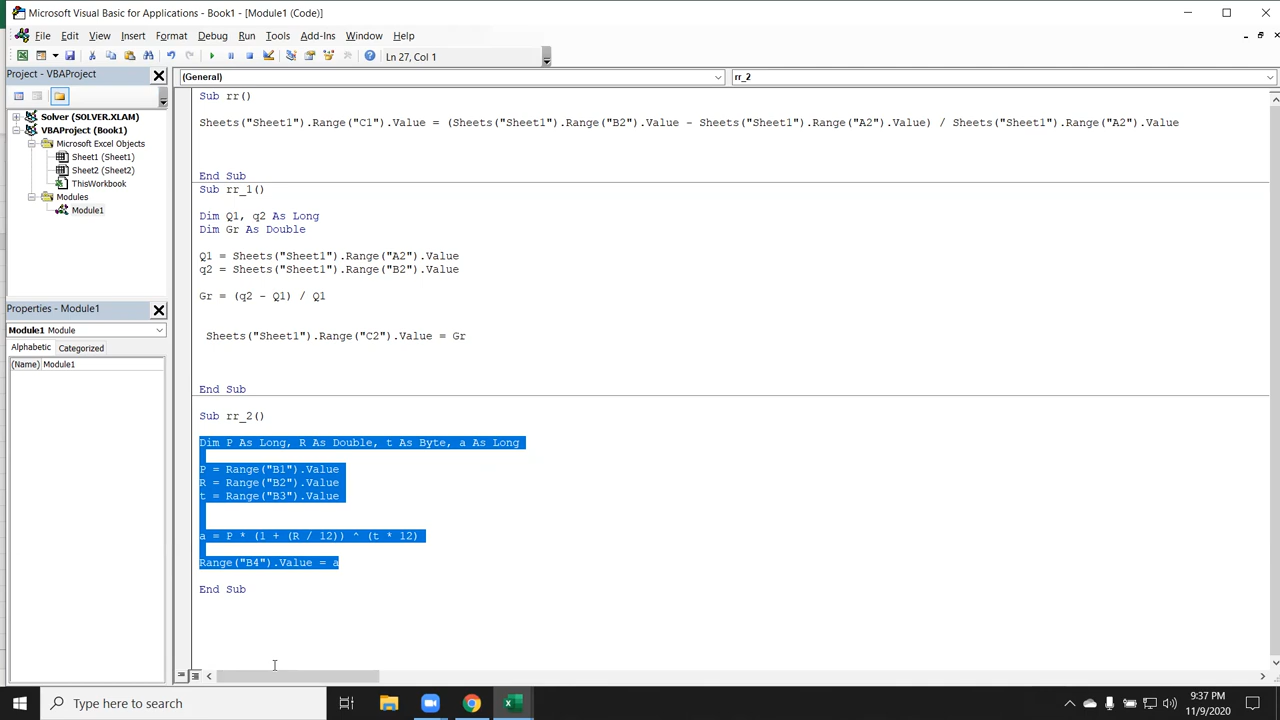 Microsoft Visual Basic for Applications - Book1 - [Module1 (Code)]
File Edit View Insert Format Debug Run Tools Add-Ins Window Help
Ln 27, Col 1
Project - VBAProject
(General)
rr_2
Solver (SOLVER.XLAM)
VBAProject (Book1)
Microsoft Excel Objects
Sheet1 (Sheet1)
Sheet2 (Sheet2)
ThisWorkbook
Modules
Module1
Properties - Module1
Module1 Module
Alphabetic Categorized
(Name) Module1
Sub rr()
Sheets("Sheet1").Range("C1").Value = (Sheets("Sheet1").Range("B2").Value - Sheets("Sheet1").Range("A2").Value) / Sheets("Sheet1").Range("A2").Value
End Sub
Sub rr_1()
Dim Q1, q2 As Long
Dim Gr As Double
Q1 = Sheets("Sheet1").Range("A2").Value
q2 = Sheets("Sheet1").Range("B2").Value
Gr = (q2 - Q1) / Q1
Sheets("Sheet1").Range("C2").Value = Gr
End Sub
Sub rr_2()
Dim P As Long, R As Double, t As Byte, a As Long
P = Range("B1").Value
R = Range("B2").Value
t = Range("B3").Value
a = P * (1 + (R / 12)) ^ (t * 12)
Range("B4").Value = a
End Sub
Type here to search
9:37 PM
11/9/2020